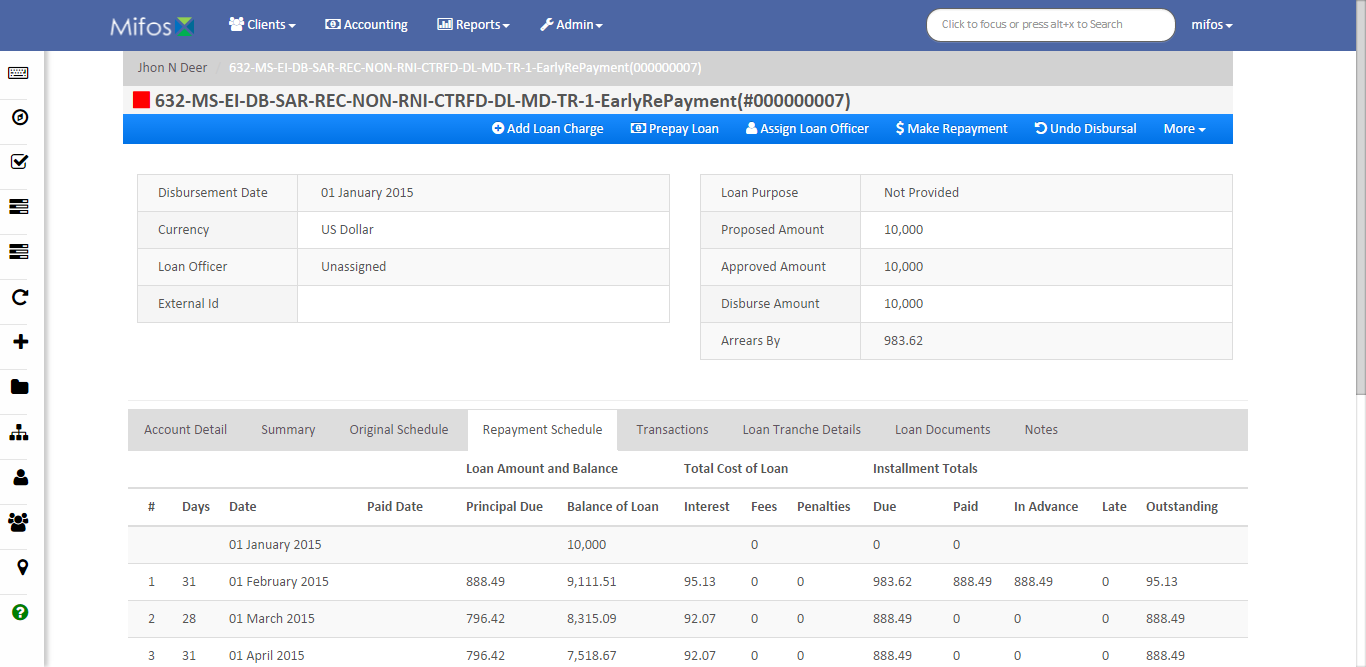 Mifos Clients Accounting Reports Admin Click to focus or press alt+x to Search mifos
Jhon N Deer / 632-MS-EI-DB-SAR-REC-NON-RNI-CTRFD-DL-MD-TR-1-EarlyRePayment(000000007)
632-MS-EI-DB-SAR-REC-NON-RNI-CTRFD-DL-MD-TR-1-EarlyRePayment(#000000007)
Add Loan Charge Prepay Loan Assign Loan Officer $ Make Repayment Undo Disbursal More
Disbursement Date 01 January 2015
Currency US Dollar
Loan Officer Unassigned
External Id
Loan Purpose Not Provided
Proposed Amount 10,000
Approved Amount 10,000
Disburse Amount 10,000
Arrears By 983.62
Account Detail Summary Original Schedule Repayment Schedule Transactions Loan Tranche Details Loan Documents Notes
Loan Amount and Balance Total Cost of Loan Installment Totals
# Days Date Paid Date Principal Due Balance of Loan Interest Fees Penalties Due Paid In Advance Late Outstanding
01 January 2015 10,000 0 0 0
1 31 01 February 2015 888.49 9,111.51 95.13 0 0 983.62 888.49 888.49 0 95.13
2 28 01 March 2015 796.42 8,315.09 92.07 0 0 888.49 0 0 0 888.49
3 31 01 April 2015 796.42 7,518.67 92.07 0 0 888.49 0 0 0 888.49